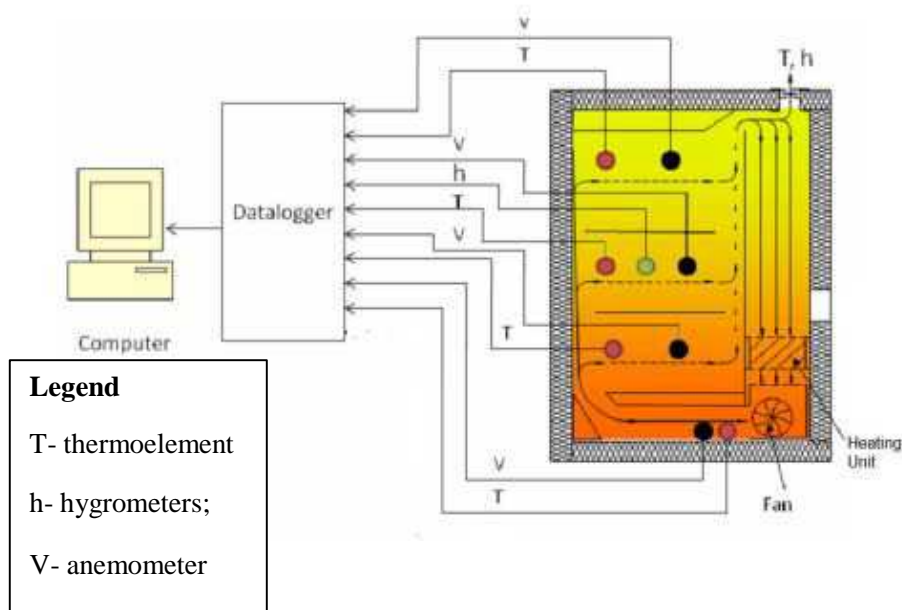 V
T
T, h
V
h
T
Datalogger
V
T
Computer
Legend
T- thermoelement
h- hygrometers;
V- anemometer
Heating
Unit
V
T
Fan